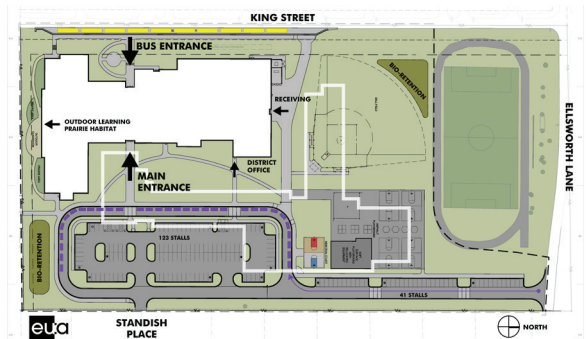 KING STREET
BUS ENTRANCE
BIO-RETENTION
RECEIVING
OUTDOOR LEARNING
PRAIRIE HABITAT
ELLSWORTH LANE
MAIN
ENTRANCE
DISTRICT
OFFICE
123 STALLS
BIO-RETENTION
41 STALLS
eua
STANDISH
PLACE
NORTH